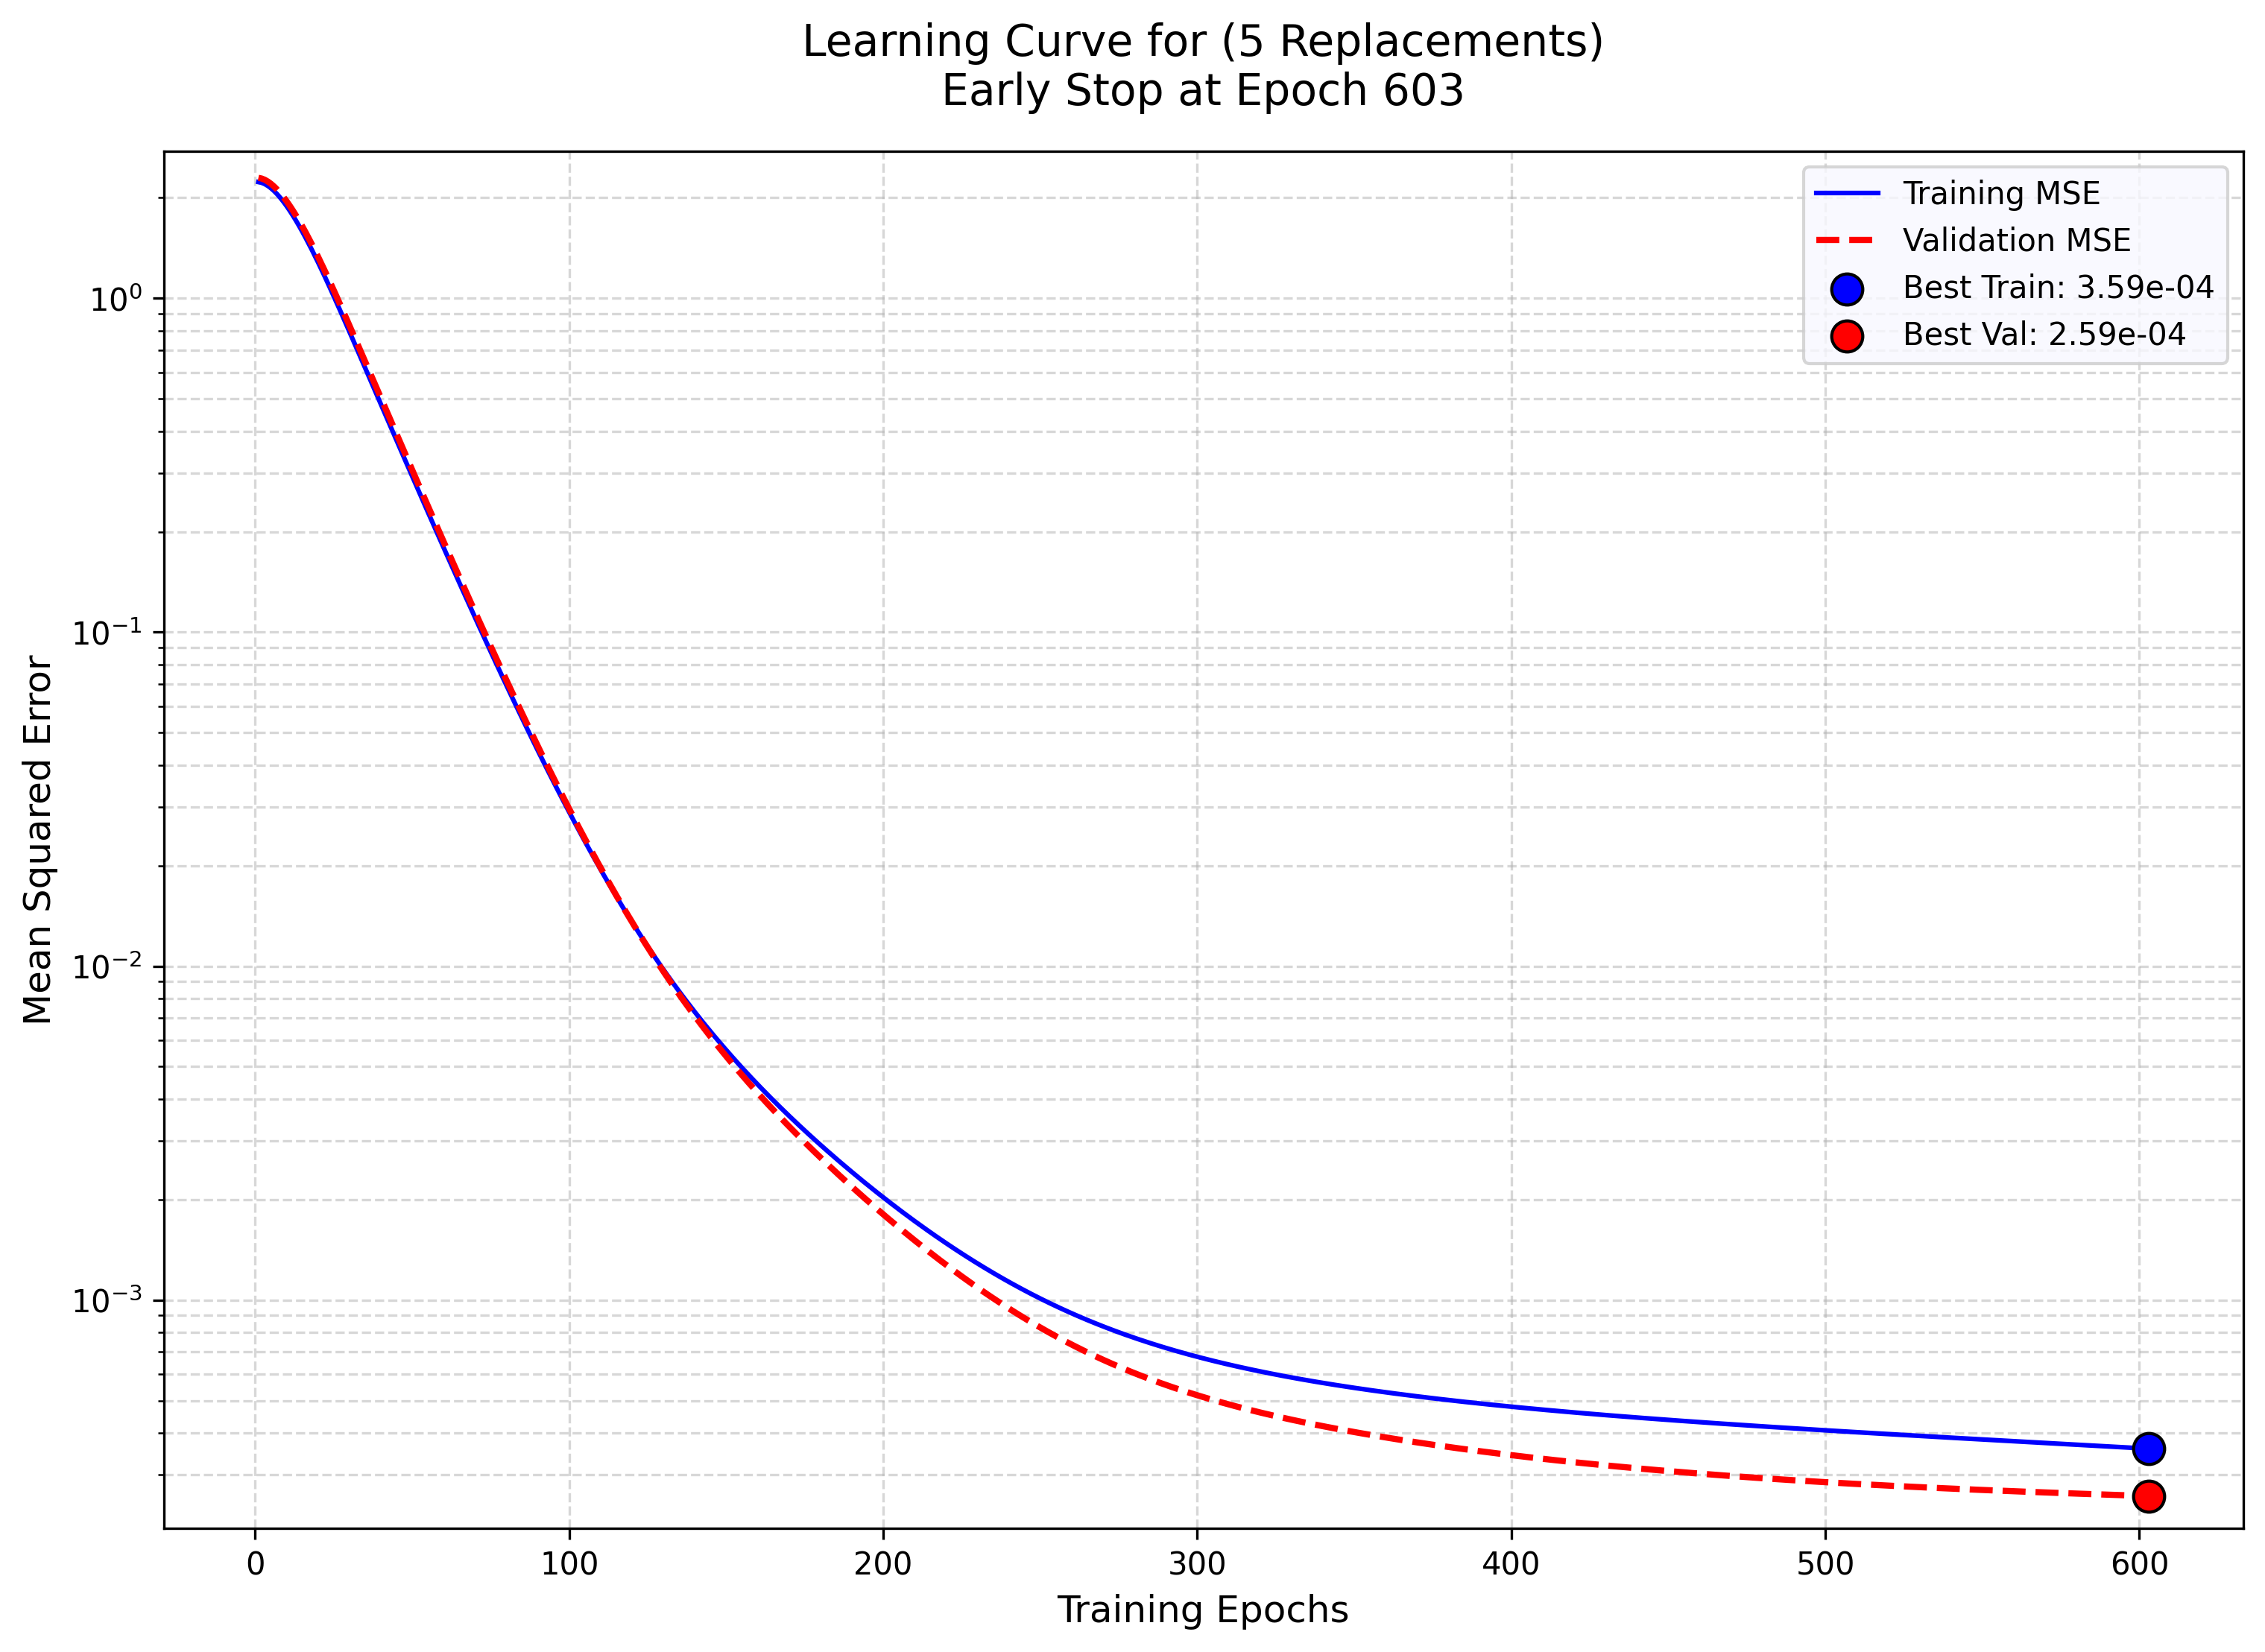 Learning Curve for (5 Replacements)
Early Stop at Epoch 603
Training MSE
Validation MSE
Best Train: 3.59e-04
Best Val: 2.59e-04
Mean Squared Error
10⁰
10⁻¹
10⁻²
10⁻³
0 100 200 300 400 500 600
Training Epochs